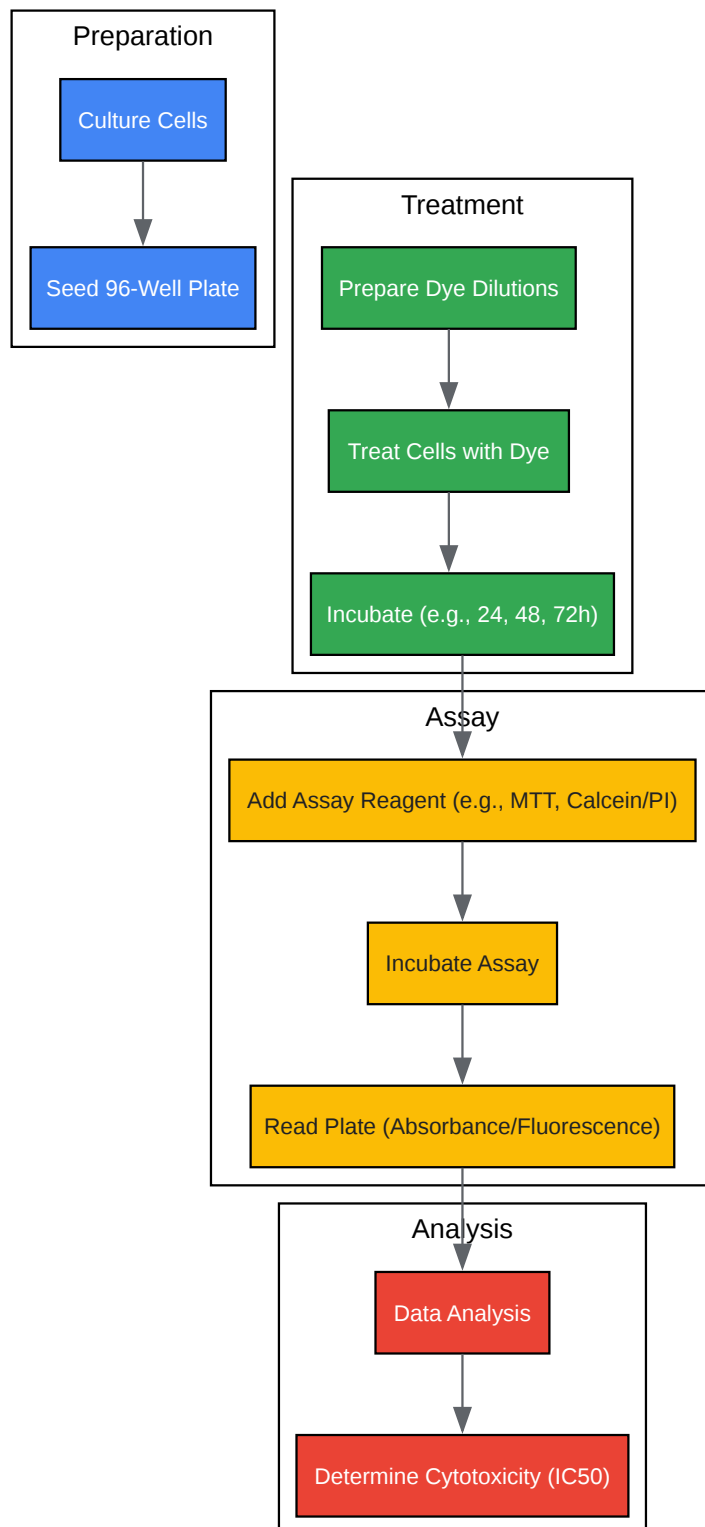 Preparation
Culture Cells
Seed 96-Well Plate
Treatment
Prepare Dye Dilutions
Treat Cells with Dye
Incubate (e.g., 24, 48, 72h)
Assay
Add Assay Reagent (e.g., MTT, Calcein/PI)
Incubate Assay
Read Plate (Absorbance/Fluorescence)
Analysis
Data Analysis
Determine Cytotoxicity (IC50)